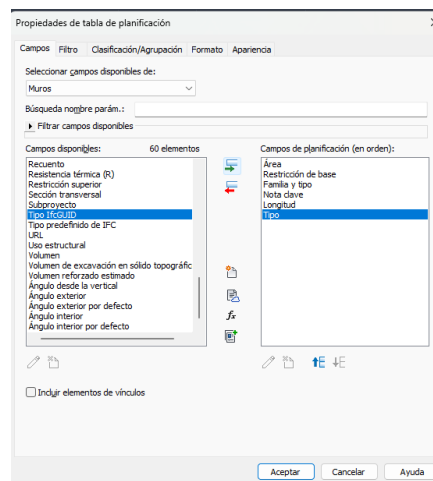 Propiedades de tabla de planificación
Campos Filtro Clasificación/Agrupación Formato Apariencia
Seleccionar campos disponibles de:
Muros
Búsqueda nombre parám.:
Filtrar campos disponibles
Campos disponibles: 60 elementos
Recuento
Resistencia térmica (R)
Restricción superior
Sección transversal
Subproyecto
Tipo IfcGUID
Tipo predefinido de IFC
URL
Uso estructural
Volumen
Volumen de excavación en sólido topográfic
Volumen reforzado estimado
Ángulo desde la vertical
Ángulo exterior
Ángulo exterior por defecto
Ángulo interior
Ángulo interior por defecto
fx
Campos de planificación (en orden):
Área
Restricción de base
Familia y tipo
Nota clave
Longitud
Tipo
Incluir elementos de vínculos
Aceptar Cancelar Ayuda